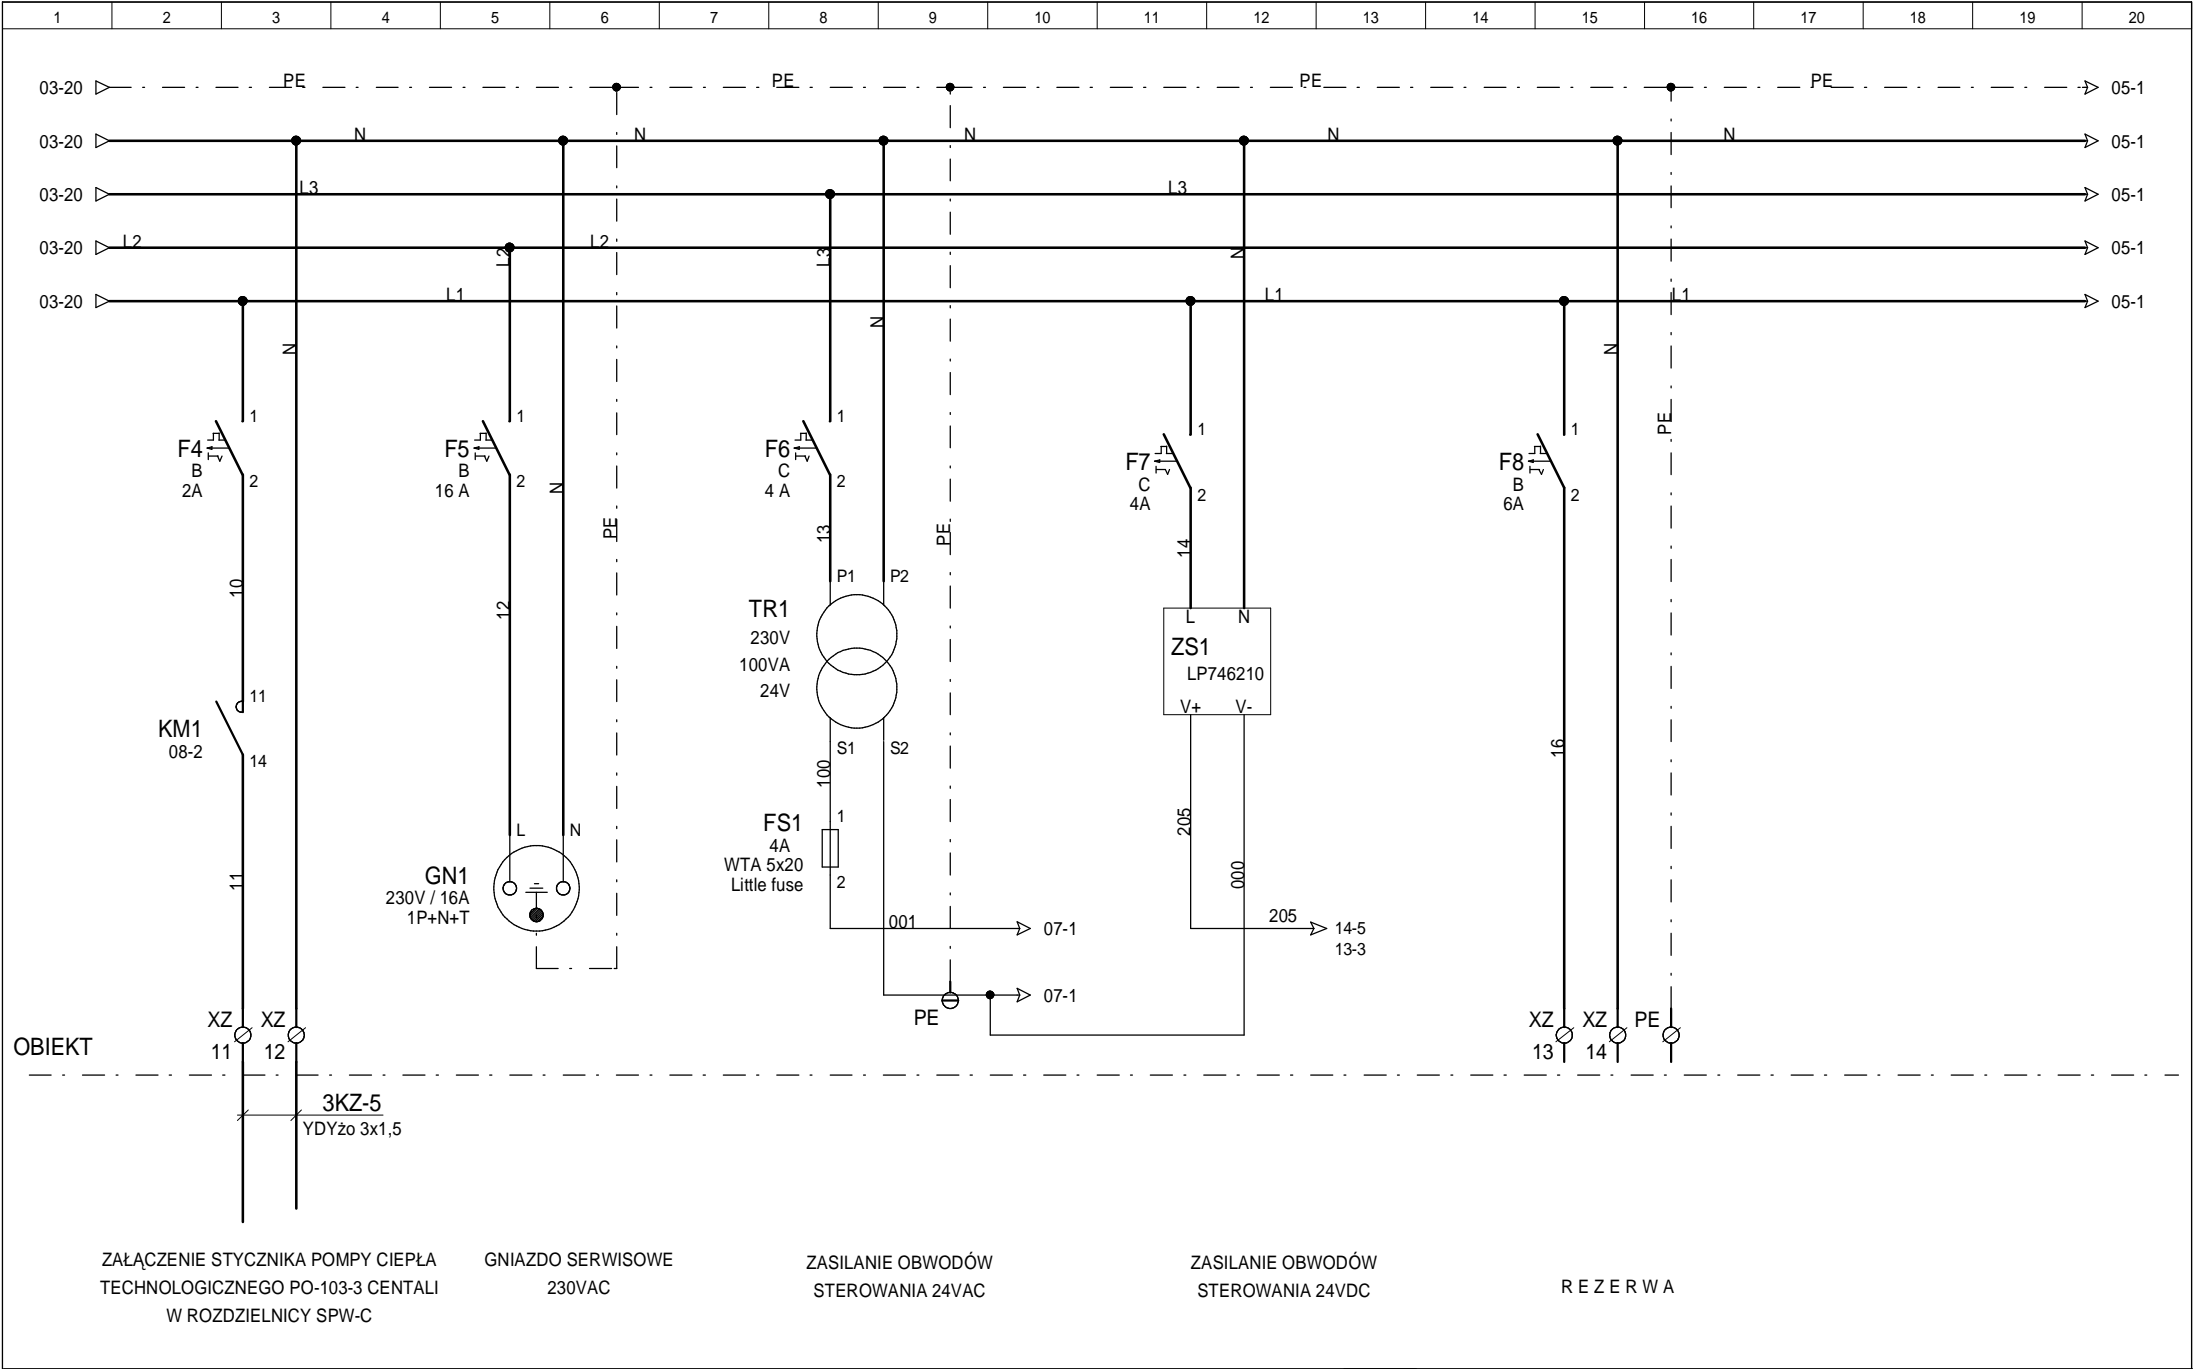 1 2 3 4 5 6 7 8 9 10 11 12 13 14 15 16 17 18 19 20
03-20 PE PE PE PE 05-1
03-20 N N N N 05-1
03-20 L3 L3 05-1
03-20 L2 L2 05-1
L2 L3 N
03-20 L1 L1 L1 05-1
N N N
PE
1 1 1 1 1
F4 F5 F6 F7 F8
B B C C B
2A 16 A 4 A 4A 6A
2 2 2 2 2
N
PE 13 PE 14
10 12
P1 P2
TR1
230V
100VA
24V
S1 S2
L N
ZS1
LP746210
V+ V-
11
KM1
08-2
14
16
100
205
FS1
1
4A
WTA 5x20
Little fuse
2
L N
GN1
230V / 16A
1P+N+T
11
000
001 07-1
205 14-5
13-3
07-1
PE
XZ XZ
11 12
XZ XZ PE
13 14
OBIEKT
3KZ-5
YDYżo 3x1,5
ZAŁĄCZENIE STYCZNIKA POMPY CIEPŁA
TECHNOLOGICZNEGO PO-103-3 CENTALI
W ROZDZIELNICY SPW-C
GNIAZDO SERWISOWE
230VAC
ZASILANIE OBWODÓW
STEROWANIA 24VAC
ZASILANIE OBWODÓW
STEROWANIA 24VDC
R E Z E R W A